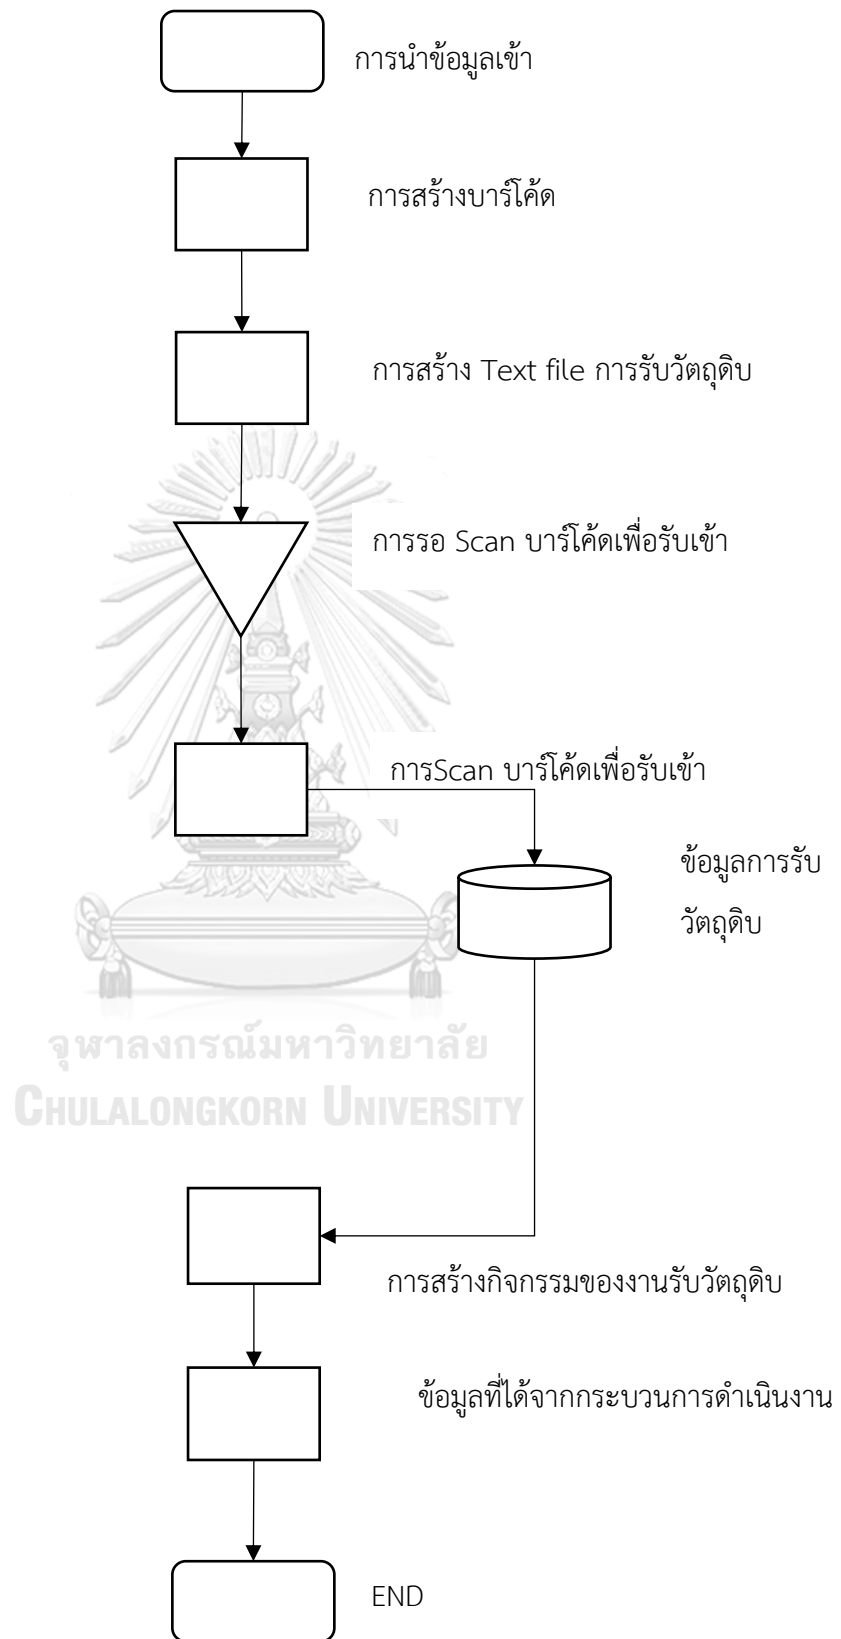 การนำข้อมูลเข้า
การสร้างบาร์โค้ด
การสร้าง Text file การรับวัตถุดิบ
การรอ Scan บาร์โค้ดเพื่อรับเข้า
การScan บาร์โค้ดเพื่อรับเข้า
ข้อมูลการรับ
วัตถุดิบ
จุฬาลงกรณ์มหาวิทยาลัย
CHULALONGKORN UNIVERSITY
การสร้างกิจกรรมของงานรับวัตถุดิบ
ข้อมูลที่ได้จากกระบวนการดำเนินงาน
END